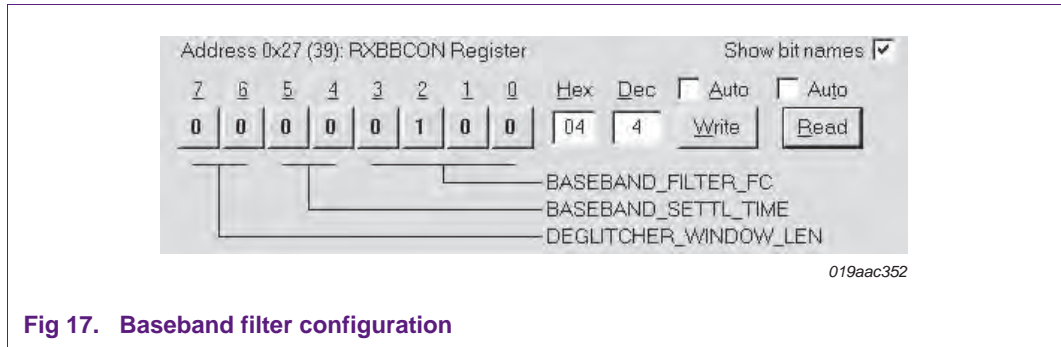 Address 0x27 (39): RXBBCON Register Show bit names
7 6 5 4 3 2 1 0 Hex Dec Auto Auto
0 0 0 0 0 1 0 0 04 4 Write Read
BASEBAND_FILTER_FC
BASEBAND_SETTL_TIME
DEGLITCHER_WINDOW_LEN
019aac352
Fig 17. Baseband filter configuration